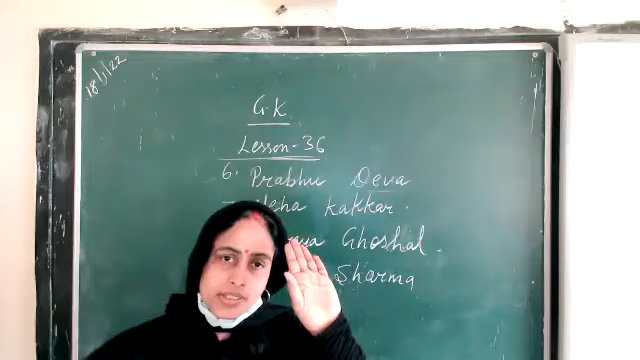 18/1/22
G.K
Lesson-36
6. Prabhu Deva
Kakkar.
Ghoshal.
Sharma